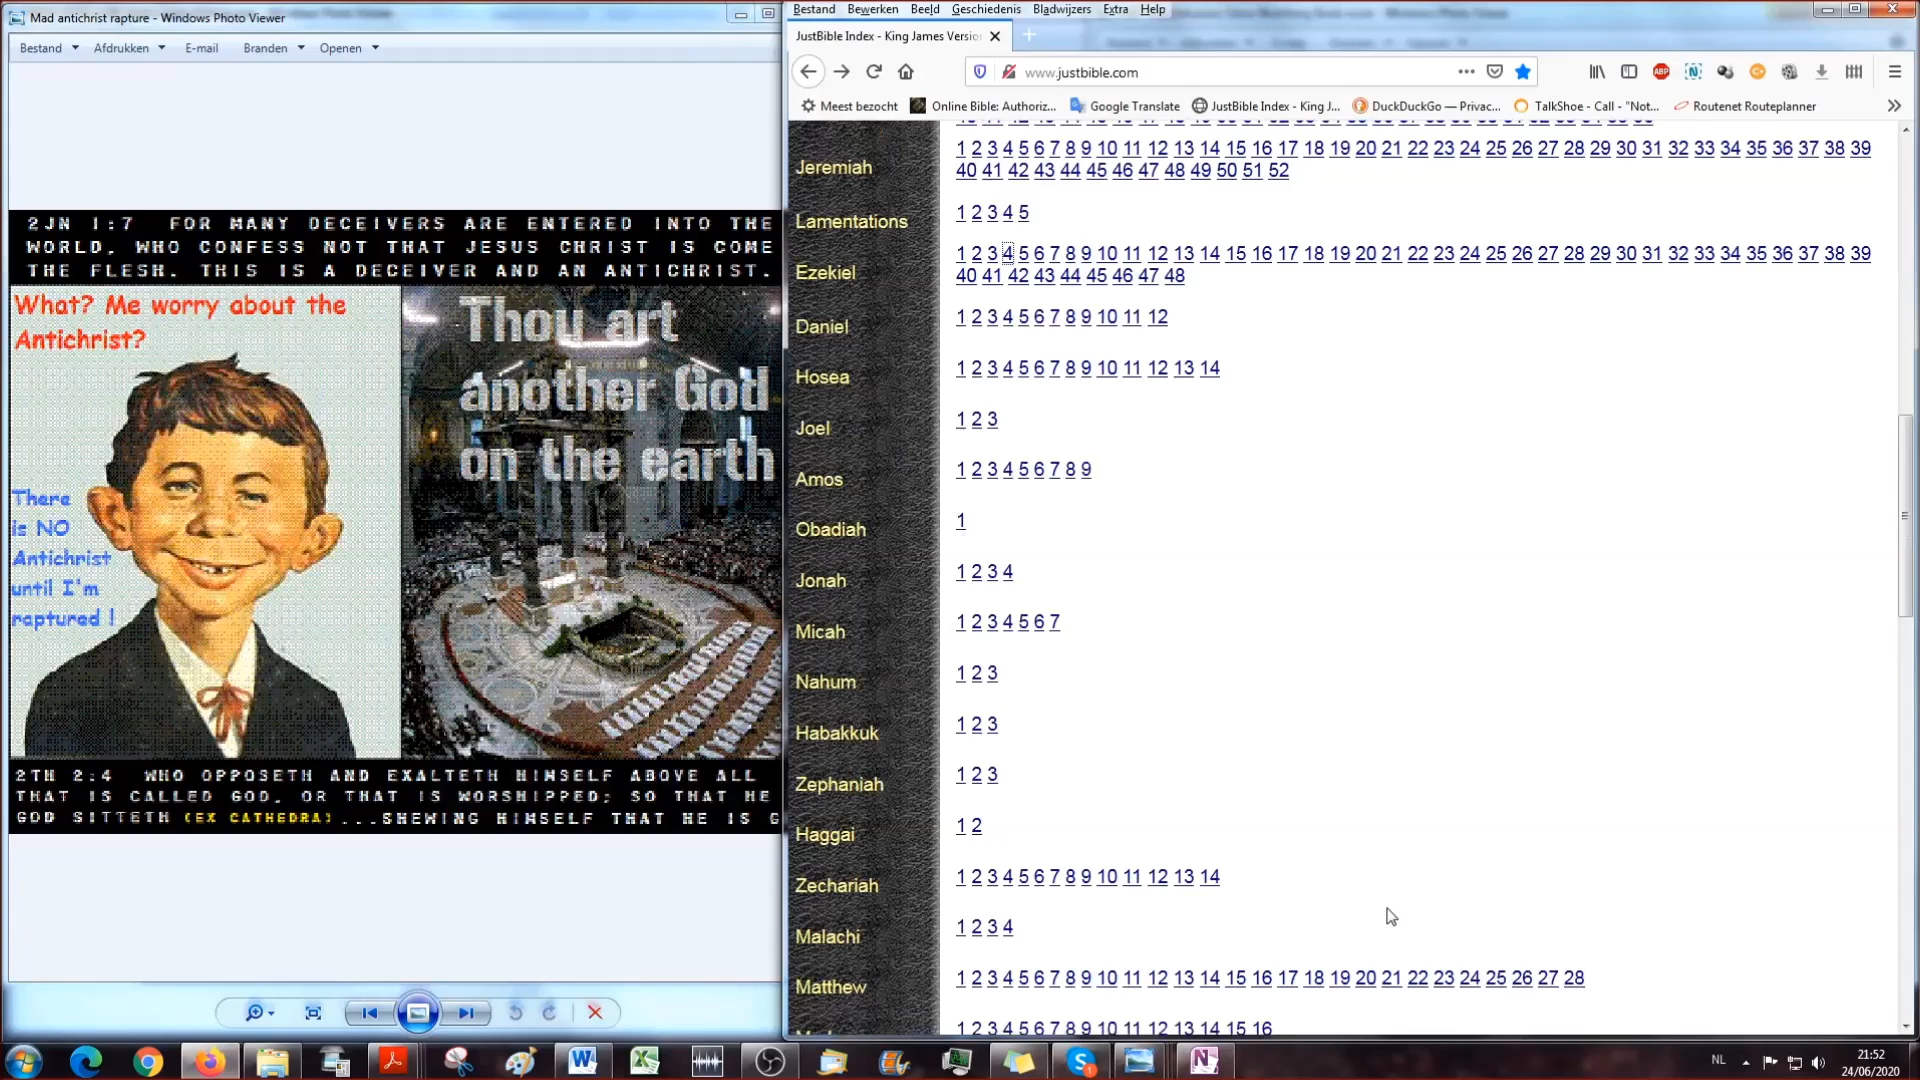 Mad antichrist rapture - Windows Photo Viewer
Bestand Afdrukken E-mail Branden Openen
2JN 1:7 FOR MANY DECEIVERS ARE ENTERED INTO THE
WORLD, WHO CONFESS NOT THAT JESUS CHRIST IS COME
THE FLESH. THIS IS A DECEIVER AND AN ANTICHRIST.
What? Me worry about the
Antichrist?
There
is NO
Antichrist
until I'm
raptured !
Thou art
another God
on the earth
2TH 2:4 WHO OPPOSETH AND EXALTETH HIMSELF ABOVE ALL
THAT IS CALLED GOD, OR THAT IS WORSHIPPED; SO THAT HE
GOD SITTETH (EX CATHEDRA)...SHEWING HIMSELF THAT HE IS G
Bestand Bewerken Beeld Geschiedenis Bladwijzers Extra Help
JustBible Index - King James Versio
www.justbible.com
ABP
Meest bezocht Online Bible: Authoriz... Google Translate JustBible Index - King J... DuckDuckGo — Privac... TalkShoe - Call - "Not... Routenet Routeplanner
Jeremiah
1 2 3 4 5 6 7 8 9 10 11 12 13 14 15 16 17 18 19 20 21 22 23 24 25 26 27 28 29 30 31 32 33 34 35 36 37 38 39
40 41 42 43 44 45 46 47 48 49 50 51 52
Lamentations 1 2 3 4 5
Ezekiel
1 2 3 4 5 6 7 8 9 10 11 12 13 14 15 16 17 18 19 20 21 22 23 24 25 26 27 28 29 30 31 32 33 34 35 36 37 38 39
40 41 42 43 44 45 46 47 48
Daniel 1 2 3 4 5 6 7 8 9 10 11 12
Hosea 1 2 3 4 5 6 7 8 9 10 11 12 13 14
Joel 1 2 3
Amos 1 2 3 4 5 6 7 8 9
Obadiah 1
Jonah 1 2 3 4
Micah 1 2 3 4 5 6 7
Nahum 1 2 3
Habakkuk 1 2 3
Zephaniah 1 2 3
Haggai 1 2
Zechariah 1 2 3 4 5 6 7 8 9 10 11 12 13 14
Malachi 1 2 3 4
Matthew 1 2 3 4 5 6 7 8 9 10 11 12 13 14 15 16 17 18 19 20 21 22 23 24 25 26 27 28
1 2 3 4 5 6 7 8 9 10 11 12 13 14 15 16
NL
21:52
24/06/2020